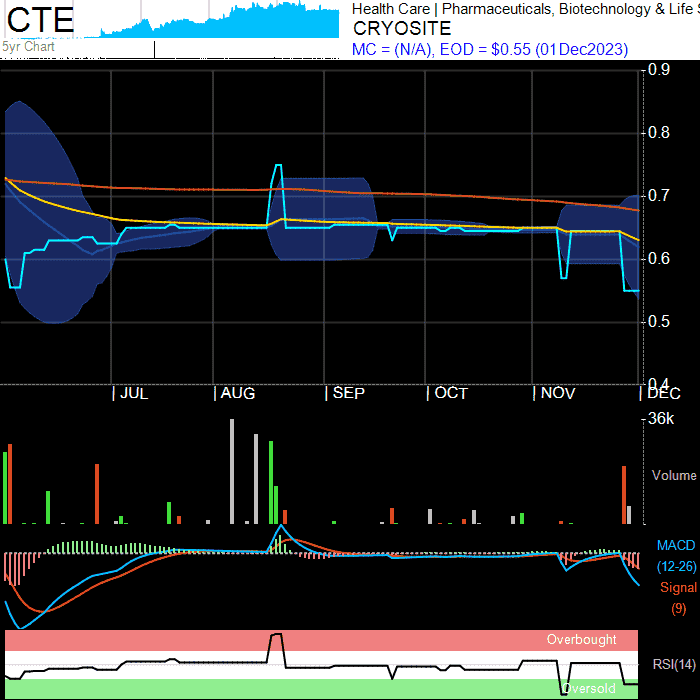 CTE
Health Care | Pharmaceuticals, Biotechnology & Life S
CRYOSITE
5yr Chart
MC = (N/A), EOD = $0.55 (01Dec2023)
0.9
0.8
0.7
0.6
0.5
0.4
JUL AUG SEP OCT NOV DEC
36k
Volume
MACD
(12-26)
Signal
(9)
Overbought
RSI(14)
Oversold